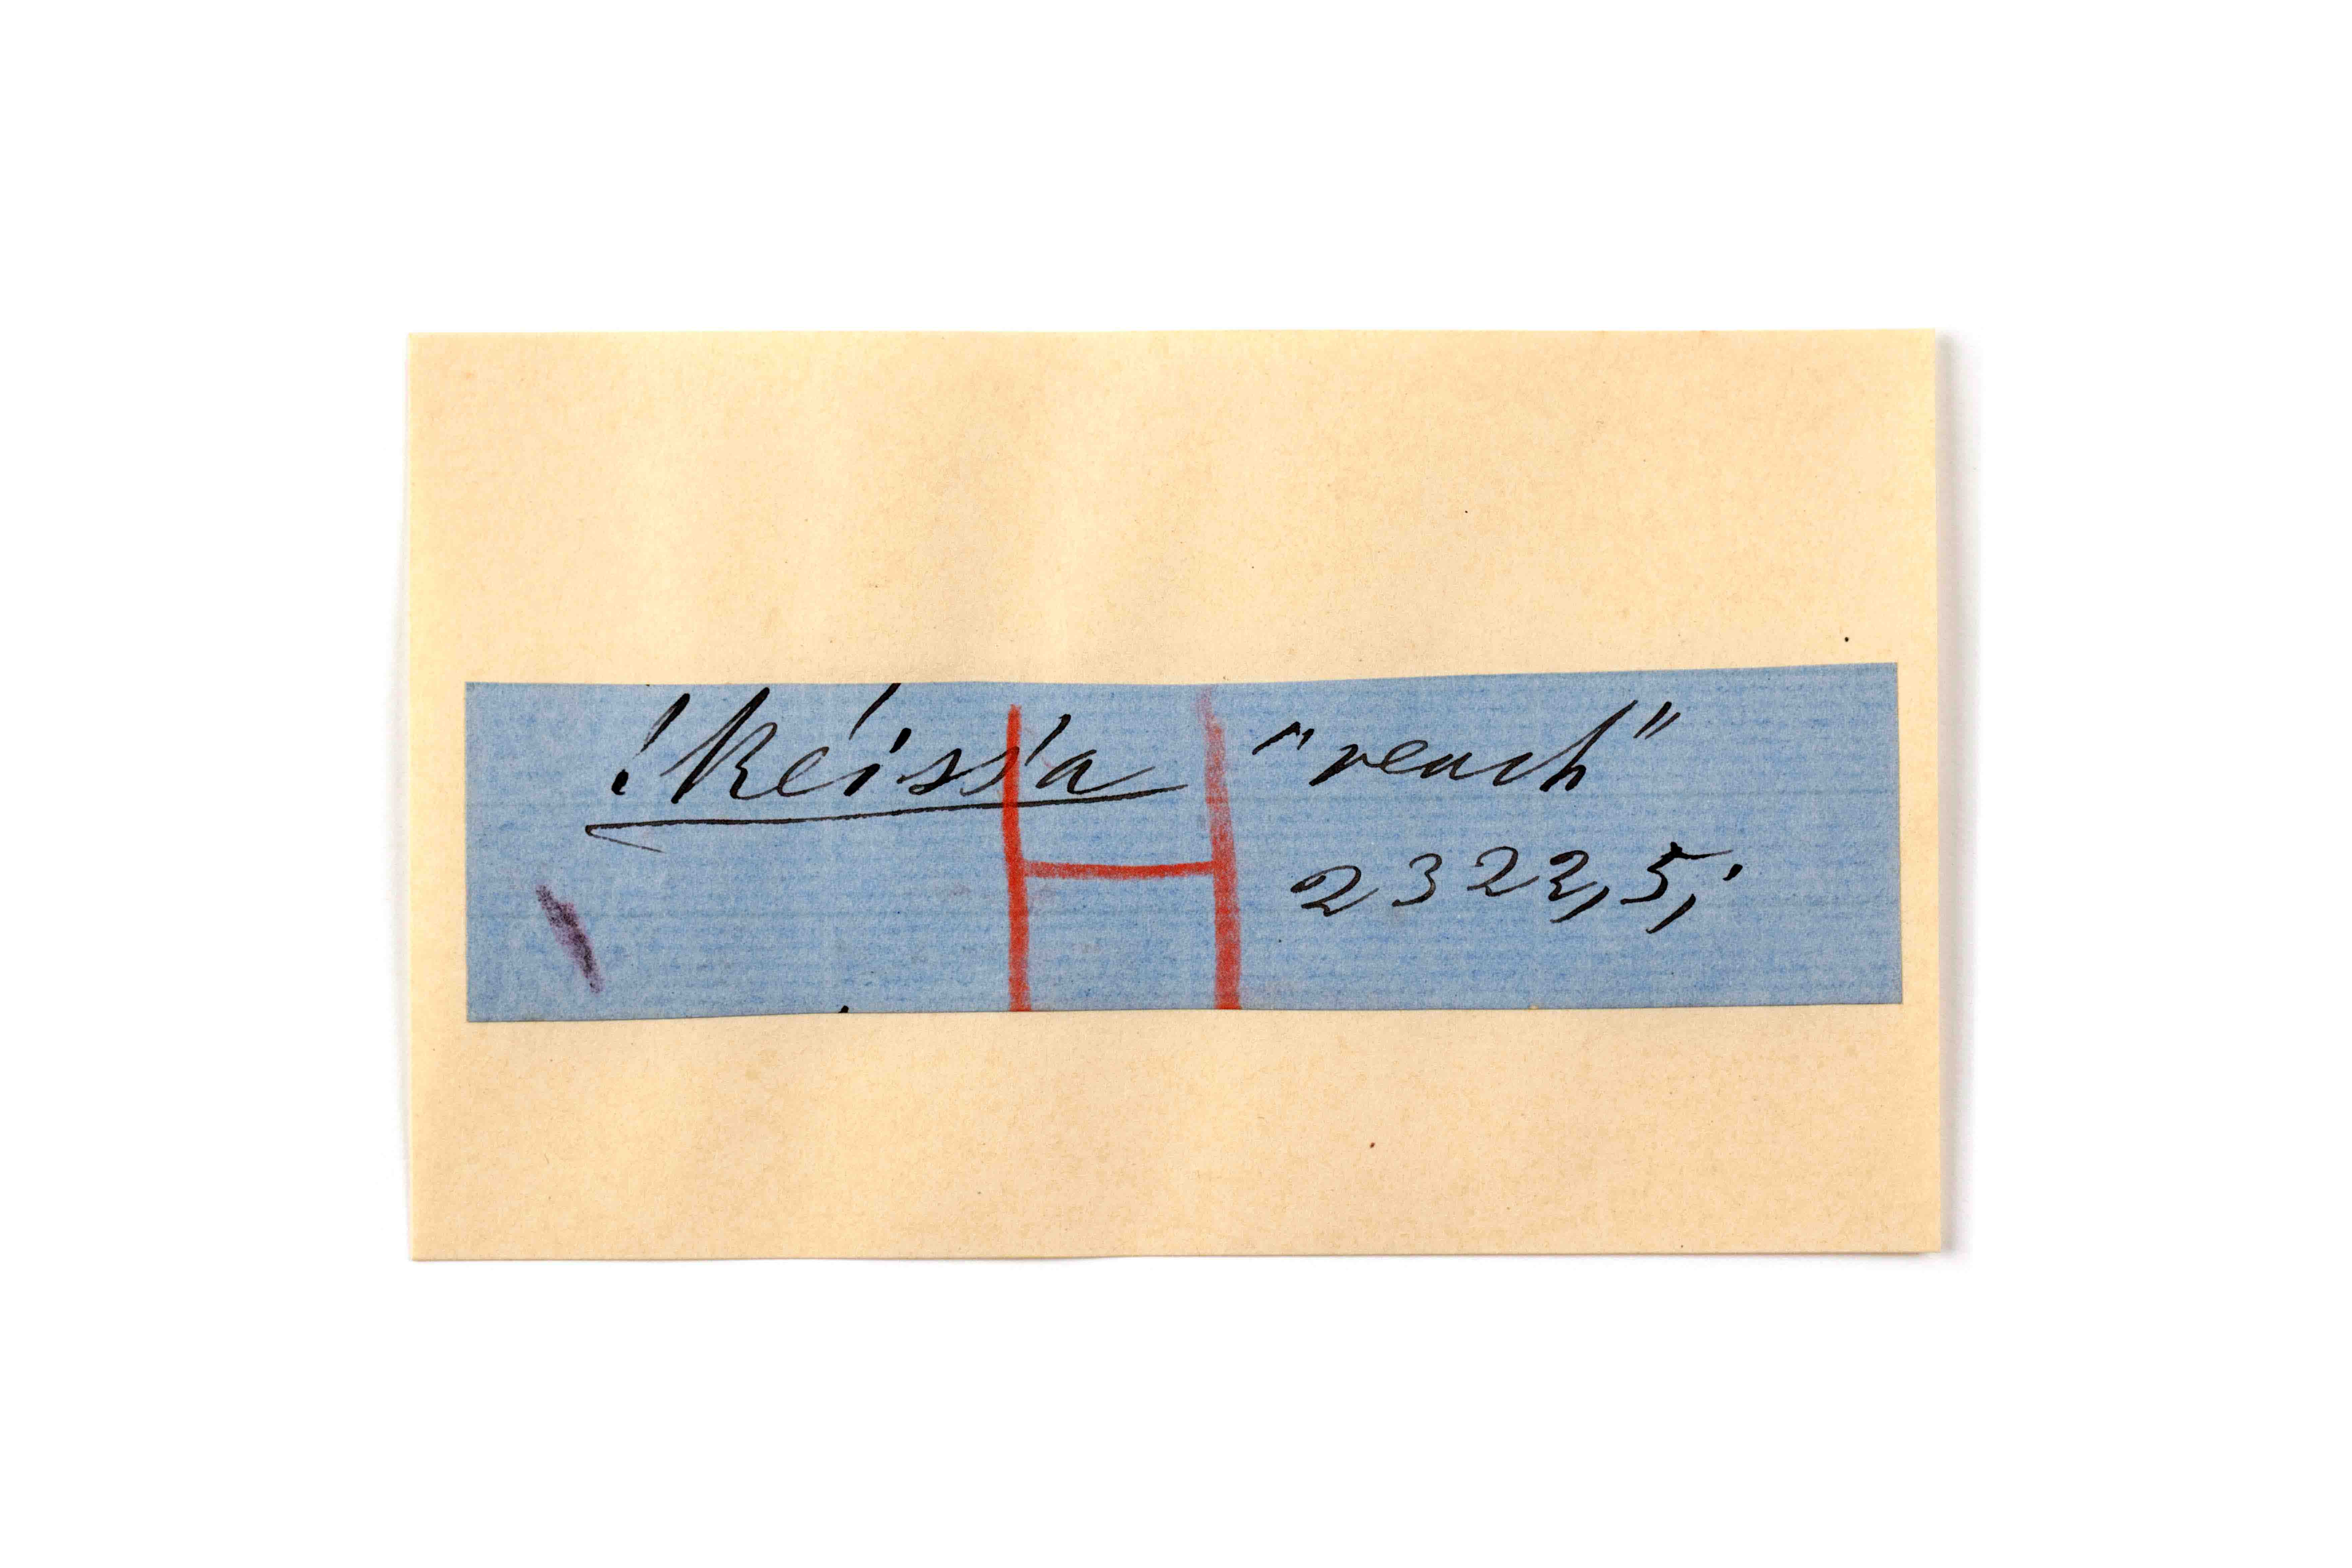 !kéissa H "reach"
2322,5;